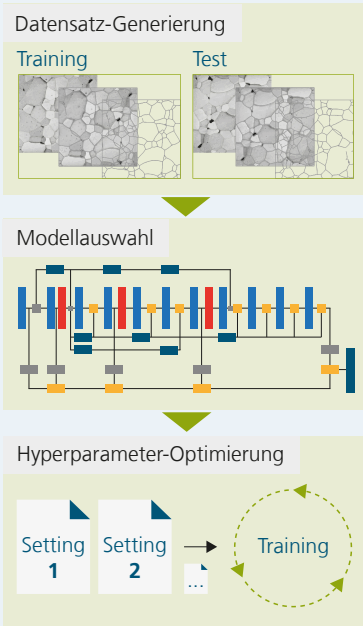 Datensatz-Generierung
Training
Test
Modellauswahl
Hyperparameter-Optimierung
Setting
1
Setting
2
...
Training